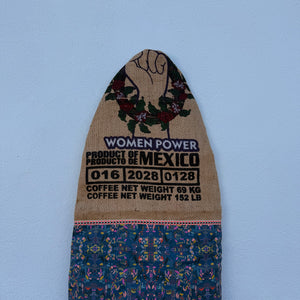 WOMEN POWER
PRODUCT OF
PRODUCTO DE MEXICO
016 2028 0128
COFFEE NET WEIGHT 69 KG
COFFEE NET WEIGHT 152 LB